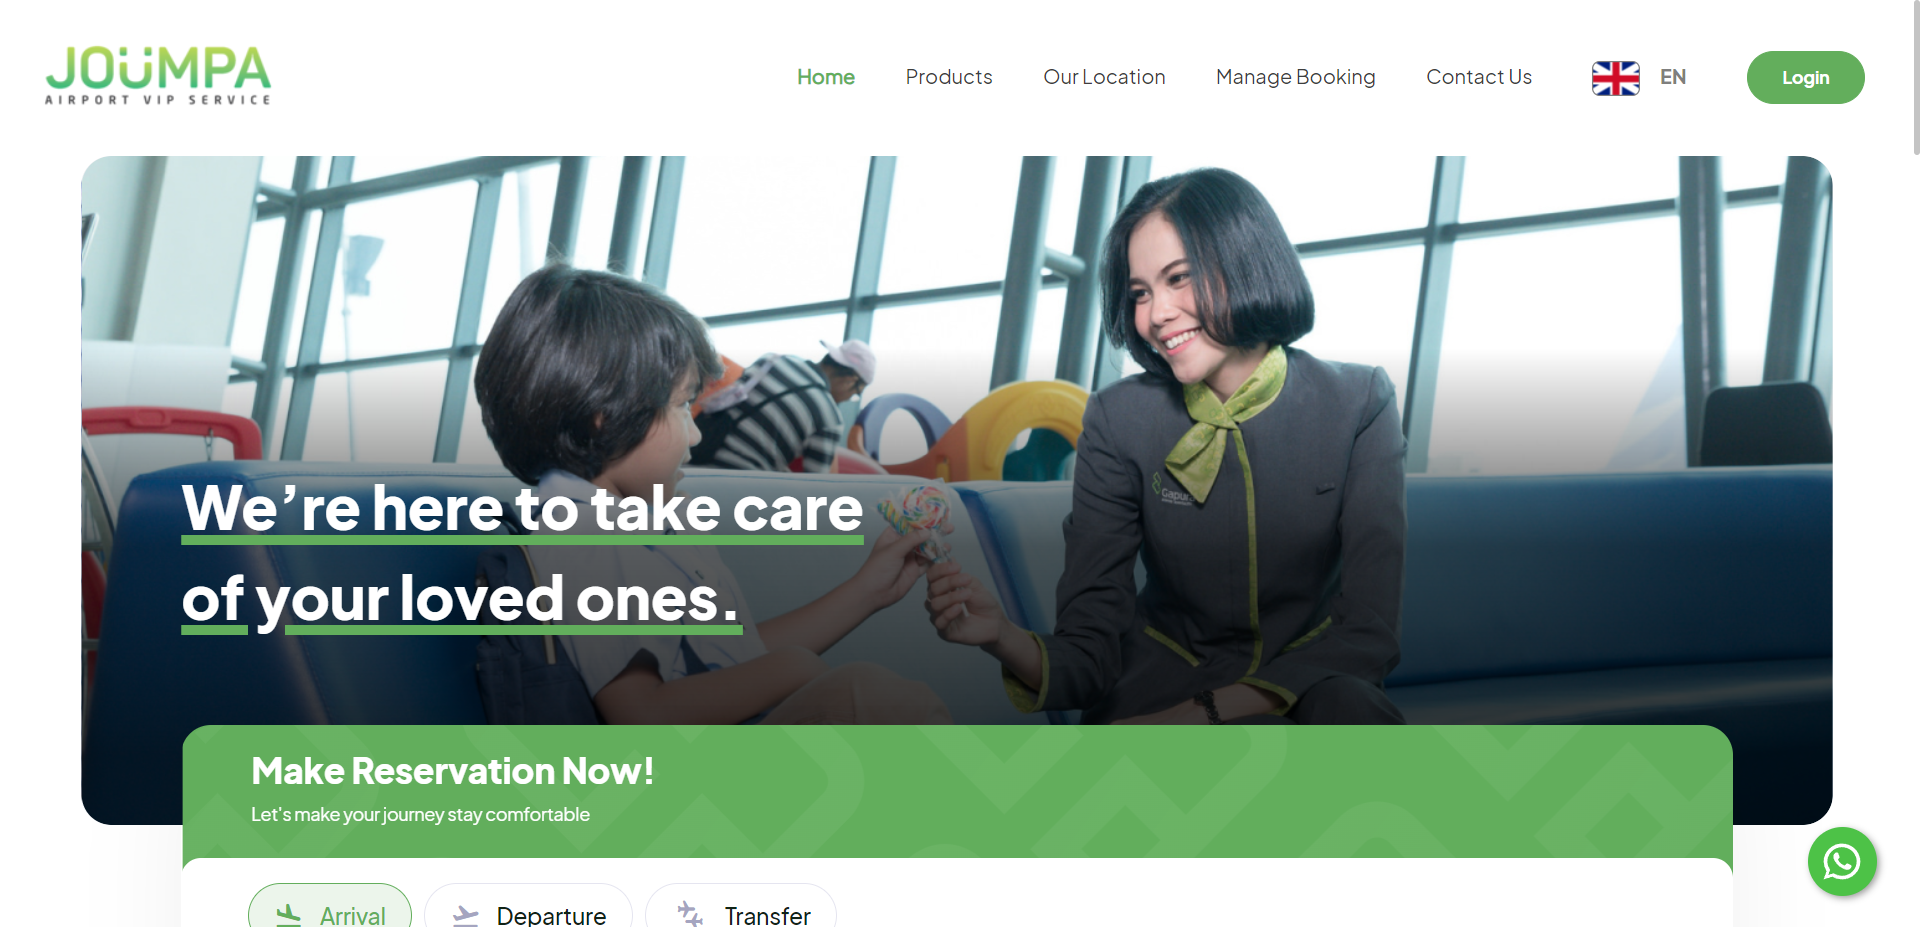 JOUMPA
AIRPORT VIP SERVICE
Home
Products
Our Location
Manage Booking
Contact Us
EN
Login
Gapura
We’re here to take care
of your loved ones.
Make Reservation Now!
Let's make your journey stay comfortable
Arrival
Departure
Transfer